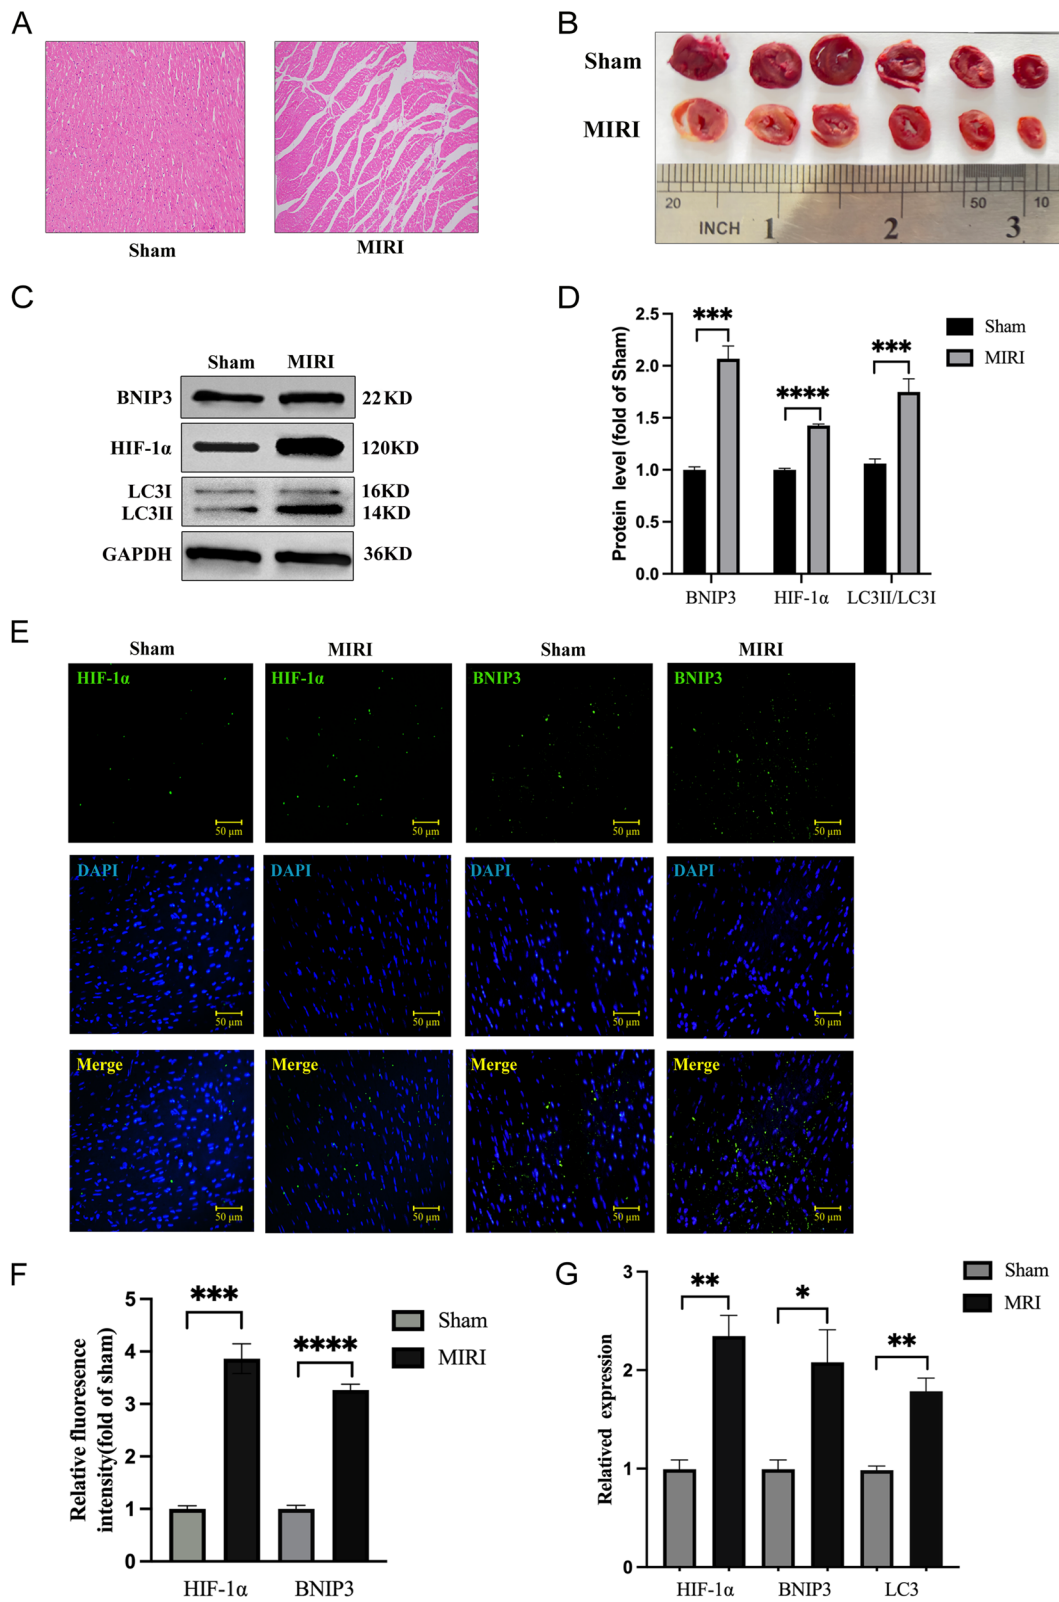 A
Sham
MIRI
B
Sham
MIRI
20
INCH
1
2
50
3
10
C
Sham MIRI
BNIP3 22KD
HIF-1α 120KD
LC3I 16KD
LC3II 14KD
GAPDH 36KD
D
Protein level (fold of Sham)
2.5
2.0
1.5
1.0
0.5
0.0
***
****
***
BNIP3 HIF-1α LC3II/LC3I
Sham
MIRI
E
Sham MIRI Sham MIRI
HIF-1α HIF-1α BNIP3 BNIP3
50 μm 50 μm 50 μm 50 μm
DAPI DAPI DAPI DAPI
50 μm 50 μm 50 μm 50 μm
Merge Merge Merge Merge
50 μm 50 μm 50 μm 50 μm
F
Relative fluoresence
intensity(fold of sham)
5
4
3
2
1
0
***
****
HIF-1α BNIP3
Sham
MIRI
G
Relatived expression
3
2
1
0
**
*
**
HIF-1α BNIP3 LC3
Sham
MRI